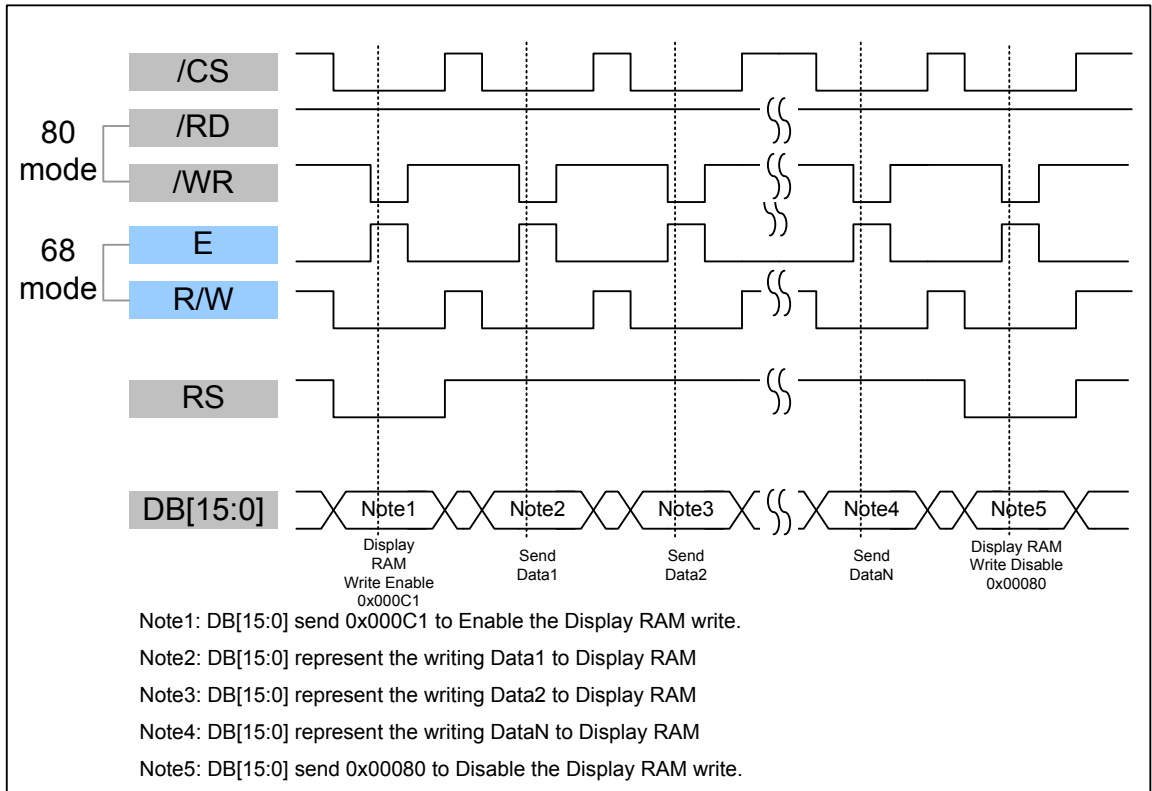 /CS
80
mode
/RD
/WR
68
mode
E
R/W
RS
DB[15:0]
Note1
Note2
Note3
Note4
Note5
Display
RAM
Write Enable
0x000C1
Send
Data1
Send
Data2
Send
DataN
Display RAM
Write Disable
0x00080
Note1: DB[15:0] send 0x000C1 to Enable the Display RAM write.
Note2: DB[15:0] represent the writing Data1 to Display RAM
Note3: DB[15:0] represent the writing Data2 to Display RAM
Note4: DB[15:0] represent the writing DataN to Display RAM
Note5: DB[15:0] send 0x00080 to Disable the Display RAM write.